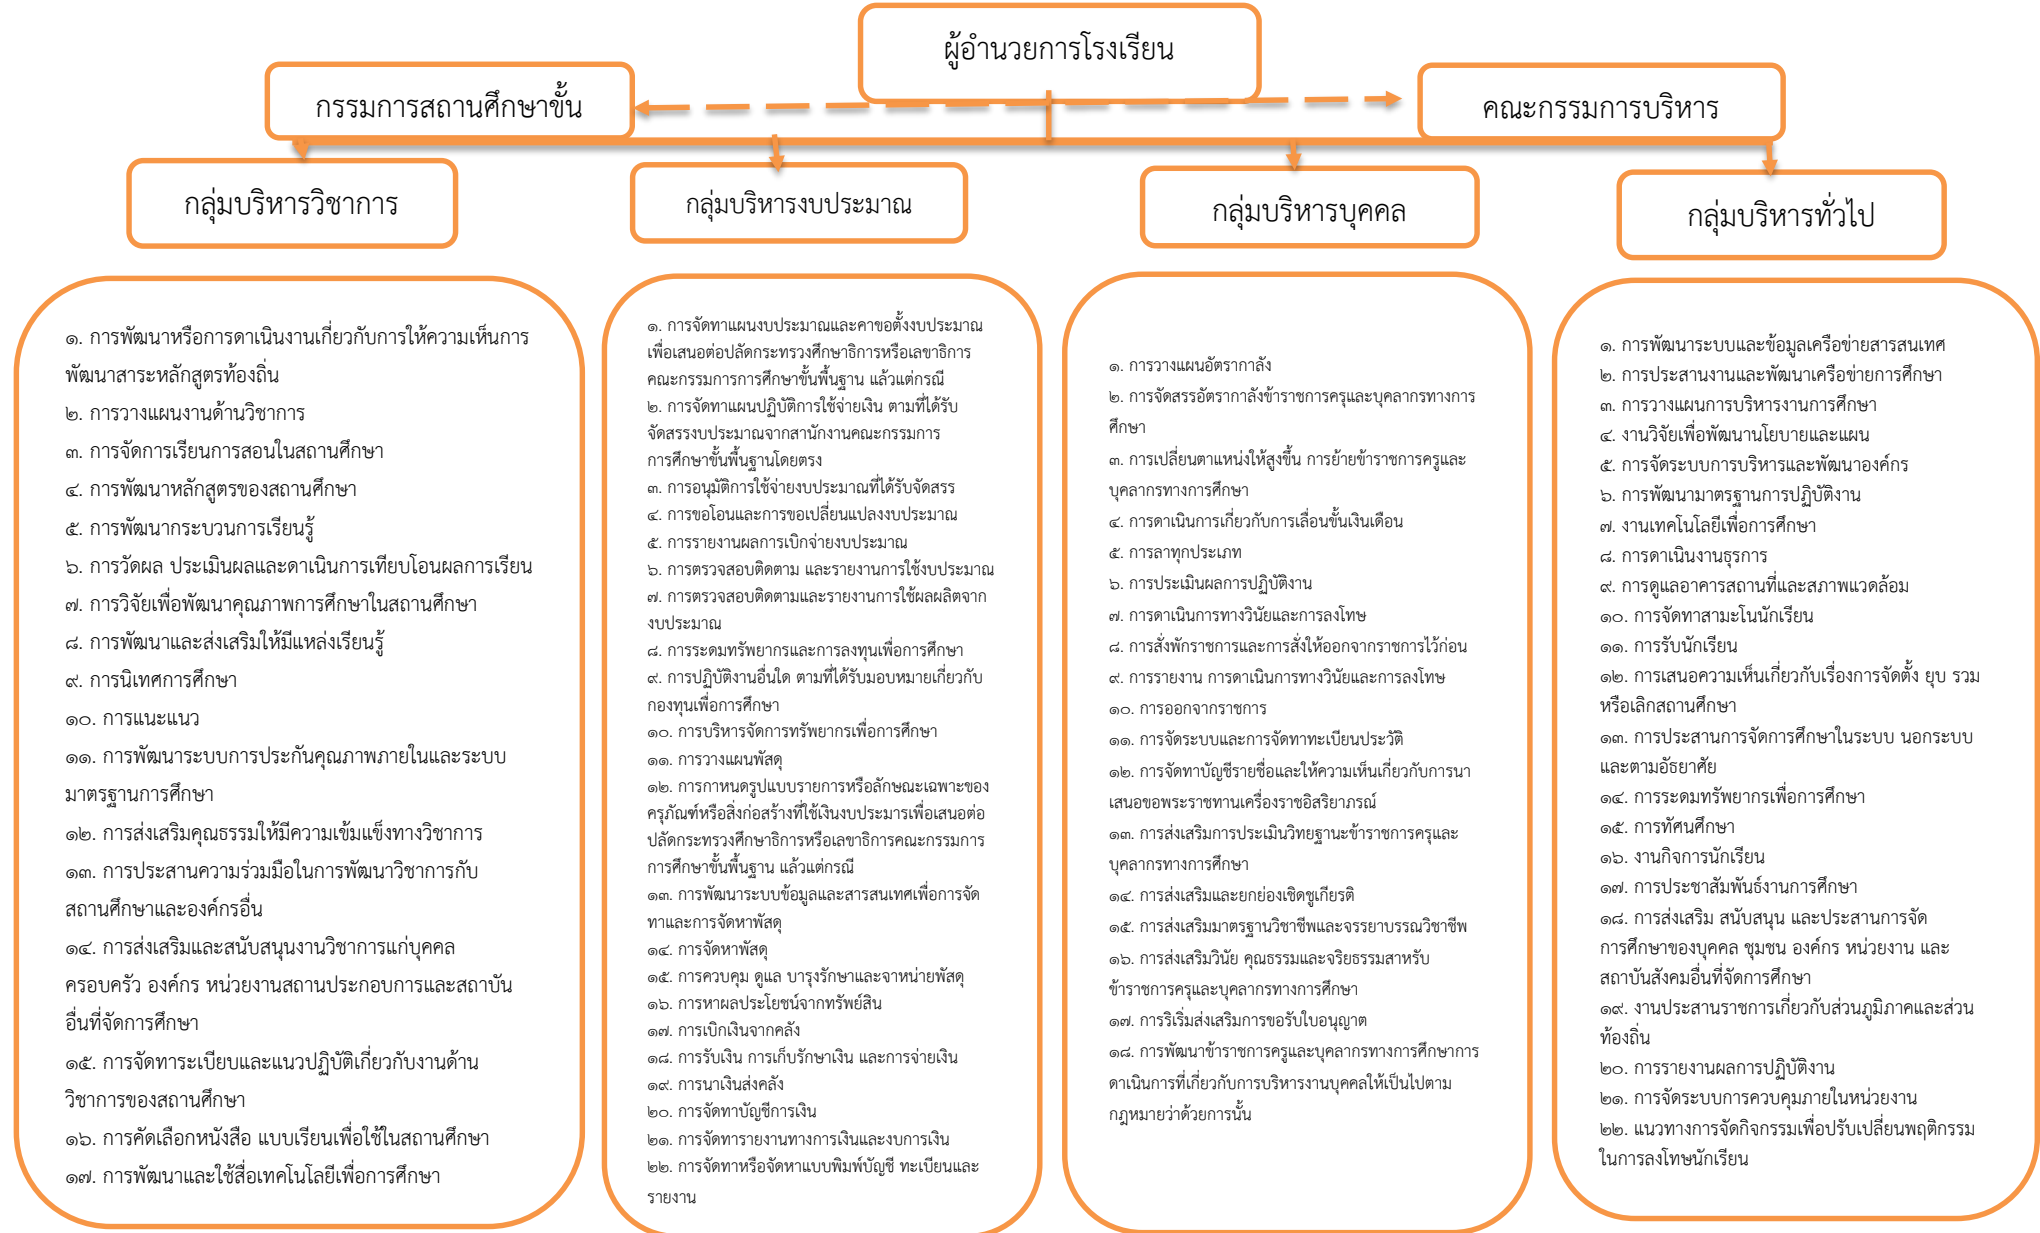 ผู้อำนวยการโรงเรียน
กรรมการสถานศึกษาขั้น
คณะกรรมการบริหาร
กลุ่มบริหารวิชาการ
กลุ่มบริหารงบประมาณ
กลุ่มบริหารบุคคล
กลุ่มบริหารทั่วไป
๑. การพัฒนาหรือการดาเนินงานเกี่ยวกับการให้ความเห็นการ
พัฒนาสาระหลักสูตรท้องถิ่น
๒. การวางแผนงานด้านวิชาการ
๓. การจัดการเรียนการสอนในสถานศึกษา
๔. การพัฒนาหลักสูตรของสถานศึกษา
๕. การพัฒนากระบวนการเรียนรู้
๖. การวัดผล ประเมินผลและดาเนินการเทียบโอนผลการเรียน
๗. การวิจัยเพื่อพัฒนาคุณภาพการศึกษาในสถานศึกษา
๘. การพัฒนาและส่งเสริมให้มีแหล่งเรียนรู้
๙. การนิเทศการศึกษา
๑๐. การแนะแนว
๑๑. การพัฒนาระบบการประกันคุณภาพภายในและระบบ
มาตรฐานการศึกษา
๑๒. การส่งเสริมคุณธรรมให้มีความเข้มแข็งทางวิชาการ
๑๓. การประสานความร่วมมือในการพัฒนาวิชาการกับ
สถานศึกษาและองค์กรอื่น
๑๔. การส่งเสริมและสนับสนุนงานวิชาการแก่บุคคล
ครอบครัว องค์กร หน่วยงานสถานประกอบการและสถาบัน
อื่นที่จัดการศึกษา
๑๕. การจัดทาระเบียบและแนวปฏิบัติเกี่ยวกับงานด้าน
วิชาการของสถานศึกษา
๑๖. การคัดเลือกหนังสือ แบบเรียนเพื่อใช้ในสถานศึกษา
๑๗. การพัฒนาและใช้สื่อเทคโนโลยีเพื่อการศึกษา
๑. การจัดทาแผนงบประมาณและคาขอตั้งงบประมาณ
เพื่อเสนอต่อปลัดกระทรวงศึกษาธิการหรือเลขาธิการ
คณะกรรมการการศึกษาขั้นพื้นฐาน แล้วแต่กรณี
๒. การจัดทาแผนปฏิบัติการใช้จ่ายเงิน ตามที่ได้รับ
จัดสรรงบประมาณจากสานักงานคณะกรรมการ
การศึกษาขั้นพื้นฐานโดยตรง
๓. การอนุมัติการใช้จ่ายงบประมาณที่ได้รับจัดสรร
๔. การขอโอนและการขอเปลี่ยนแปลงงบประมาณ
๕. การรายงานผลการเบิกจ่ายงบประมาณ
๖. การตรวจสอบติดตาม และรายงานการใช้งบประมาณ
๗. การตรวจสอบติดตามและรายงานการใช้ผลผลิตจาก
งบประมาณ
๘. การระดมทรัพยากรและการลงทุนเพื่อการศึกษา
๙. การปฏิบัติงานอื่นใด ตามที่ได้รับมอบหมายเกี่ยวกับ
กองทุนเพื่อการศึกษา
๑๐. การบริหารจัดการทรัพยากรเพื่อการศึกษา
๑๑. การวางแผนพัสดุ
๑๒. การกาหนดรูปแบบรายการหรือลักษณะเฉพาะของ
ครุภัณฑ์หรือสิ่งก่อสร้างที่ใช้เงินงบประมารเพื่อเสนอต่อ
ปลัดกระทรวงศึกษาธิการหรือเลขาธิการคณะกรรมการ
การศึกษาขั้นพื้นฐาน แล้วแต่กรณี
๑๓. การพัฒนาระบบข้อมูลและสารสนเทศเพื่อการจัด
ทาและการจัดหาพัสดุ
๑๔. การจัดหาพัสดุ
๑๕. การควบคุม ดูแล บารุงรักษาและจาหน่ายพัสดุ
๑๖. การหาผลประโยชน์จากทรัพย์สิน
๑๗. การเบิกเงินจากคลัง
๑๘. การรับเงิน การเก็บรักษาเงิน และการจ่ายเงิน
๑๙. การนาเงินส่งคลัง
๒๐. การจัดทาบัญชีการเงิน
๒๑. การจัดทารายงานทางการเงินและงบการเงิน
๒๒. การจัดทาหรือจัดหาแบบพิมพ์บัญชี ทะเบียนและ
รายงาน
๑. การวางแผนอัตรากาลัง
๒. การจัดสรรอัตรากาลังข้าราชการครุและบุคลากรทางการ
ศึกษา
๓. การเปลี่ยนตาแหน่งให้สูงขึ้น การย้ายข้าราชการครูและ
บุคลากรทางการศึกษา
๔. การดาเนินการเกี่ยวกับการเลื่อนขั้นเงินเดือน
๕. การลาทุกประเภท
๖. การประเมินผลการปฏิบัติงาน
๗. การดาเนินการทางวินัยและการลงโทษ
๘. การสั่งพักราชการและการสั่งให้ออกจากราชการไว้ก่อน
๙. การรายงาน การดาเนินการทางวินัยและการลงโทษ
๑๐. การออกจากราชการ
๑๑. การจัดระบบและการจัดทาทะเบียนประวัติ
๑๒. การจัดทาบัญชีรายชื่อและให้ความเห็นเกี่ยวกับการนา
เสนอขอพระราชทานเครื่องราชอิสริยาภรณ์
๑๓. การส่งเสริมการประเมินวิทยฐานะข้าราชการครุและ
บุคลากรทางการศึกษา
๑๔. การส่งเสริมและยกย่องเชิดชูเกียรติ
๑๕. การส่งเสริมมาตรฐานวิชาชีพและจรรยาบรรณวิชาชีพ
๑๖. การส่งเสริมวินัย คุณธรรมและจริยธรรมสาหรับ
ข้าราชการครุและบุคลากรทางการศึกษา
๑๗. การริเริ่มส่งเสริมการขอรับใบอนุญาต
๑๘. การพัฒนาข้าราชการครูและบุคลากรทางการศึกษาการ
ดาเนินการที่เกี่ยวกับการบริหารงานบุคคลให้เป็นไปตาม
กฎหมายว่าด้วยการนั้น
๑. การพัฒนาระบบและข้อมูลเครือข่ายสารสนเทศ
๒. การประสานงานและพัฒนาเครือข่ายการศึกษา
๓. การวางแผนการบริหารงานการศึกษา
๔. งานวิจัยเพื่อพัฒนานโยบายและแผน
๕. การจัดระบบการบริหารและพัฒนาองค์กร
๖. การพัฒนามาตรฐานการปฏิบัติงาน
๗. งานเทคโนโลยีเพื่อการศึกษา
๘. การดาเนินงานธุรการ
๙. การดูแลอาคารสถานที่และสภาพแวดล้อม
๑๐. การจัดทาสามะโนนักเรียน
๑๑. การรับนักเรียน
๑๒. การเสนอความเห็นเกี่ยวกับเรื่องการจัดตั้ง ยุบ รวม
หรือเลิกสถานศึกษา
๑๓. การประสานการจัดการศึกษาในระบบ นอกระบบ
และตามอัธยาศัย
๑๔. การระดมทรัพยากรเพื่อการศึกษา
๑๕. การทัศนศึกษา
๑๖. งานกิจการนักเรียน
๑๗. การประชาสัมพันธ์งานการศึกษา
๑๘. การส่งเสริม สนับสนุน และประสานการจัด
การศึกษาของบุคคล ชุมชน องค์กร หน่วยงาน และ
สถาบันสังคมอื่นที่จัดการศึกษา
๑๙. งานประสานราชการเกี่ยวกับส่วนภูมิภาคและส่วน
ท้องถิ่น
๒๐. การรายงานผลการปฏิบัติงาน
๒๑. การจัดระบบการควบคุมภายในหน่วยงาน
๒๒. แนวทางการจัดกิจกรรมเพื่อปรับเปลี่ยนพฤติกรรม
ในการลงโทษนักเรียน